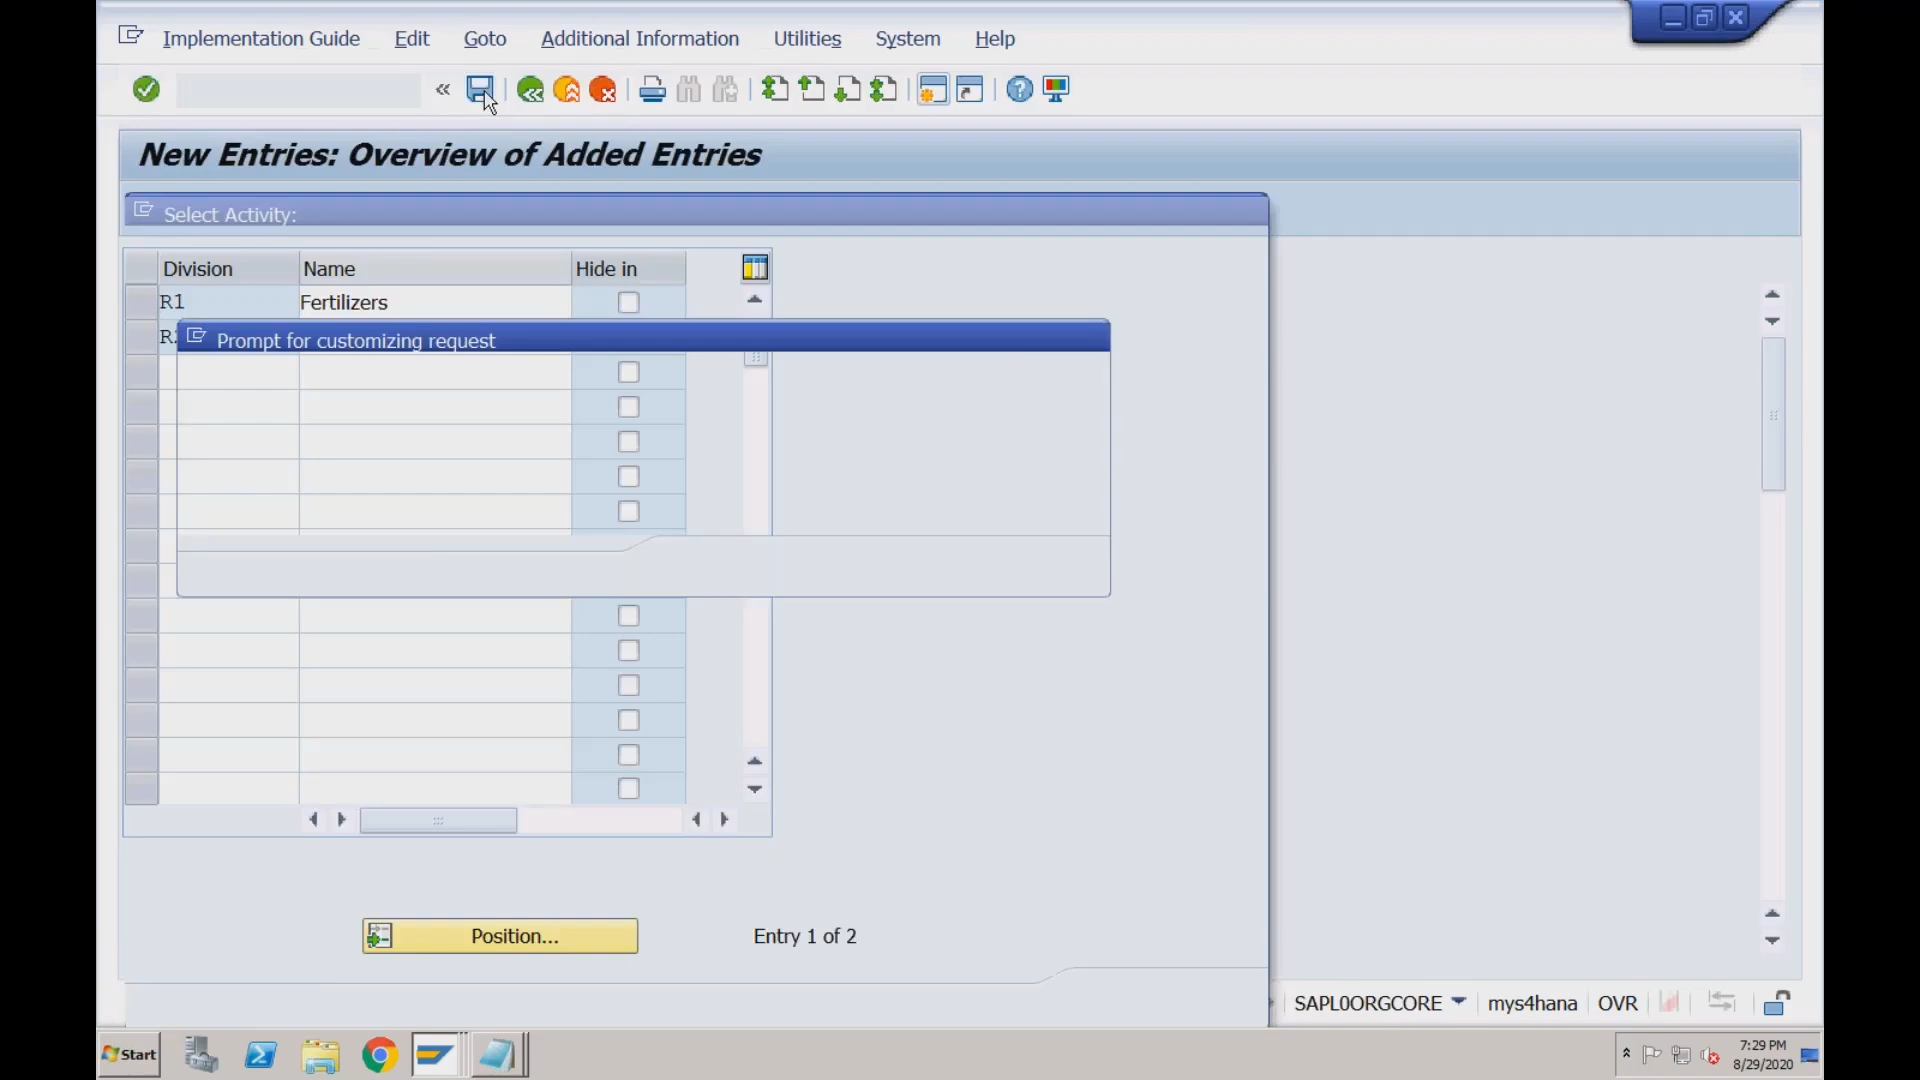 Implementation Guide Edit Goto Additional Information Utilities System Help
New Entries: Overview of Added Entries
Select Activity:
Division Name Hide in
R1 Fertilizers
Prompt for customizing request
Position... Entry 1 of 2
SAPL0ORGCORE mys4hana OVR
Start
7:29 PM
8/29/2020